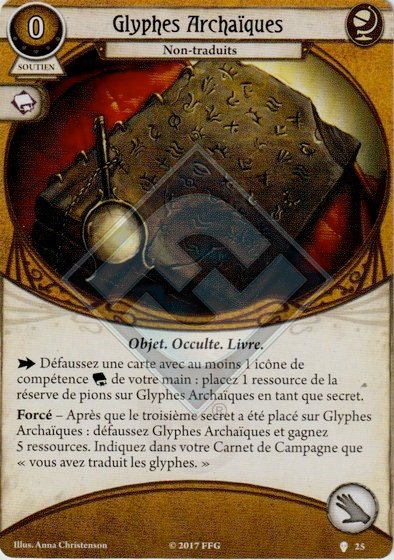 Glyphes Archaïques
0
Non-traduits
SOUTIEN
Objet. Occulte. Livre.
Défaussez une carte avec au moins 1 icône de
compétence de votre main : placez 1 ressource de la
réserve de pions sur Glyphes Archaïques en tant que secret.
Forcé – Après que le troisième secret a été placé sur Glyphes
Archaïques : défaussez Glyphes Archaïques et gagnez
5 ressources. Indiquez dans votre Carnet de Campagne que
« vous avez traduit les glyphes. »
®
Illus. Anna Christenson
© 2017 FFG
25